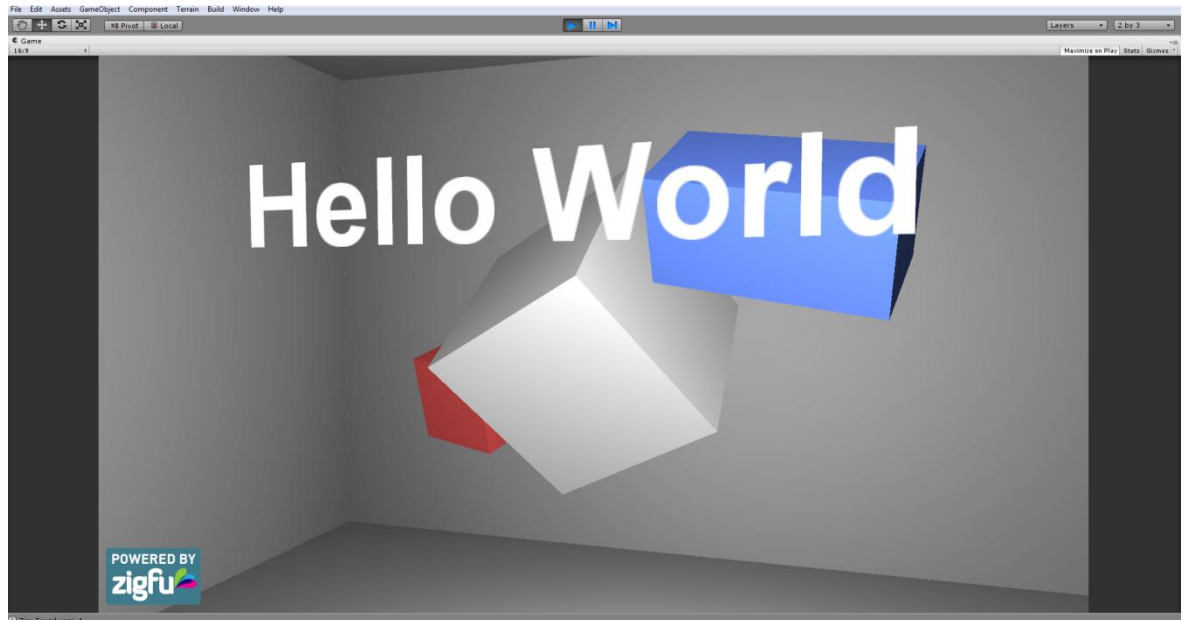 File Edit Assets GameObject Component Terrain Build Window Help
Pivot Local Layers 2 by 3
Game
16:9 Maximize on Play Stats Gizmos
Hello World
POWERED BY
zigfu